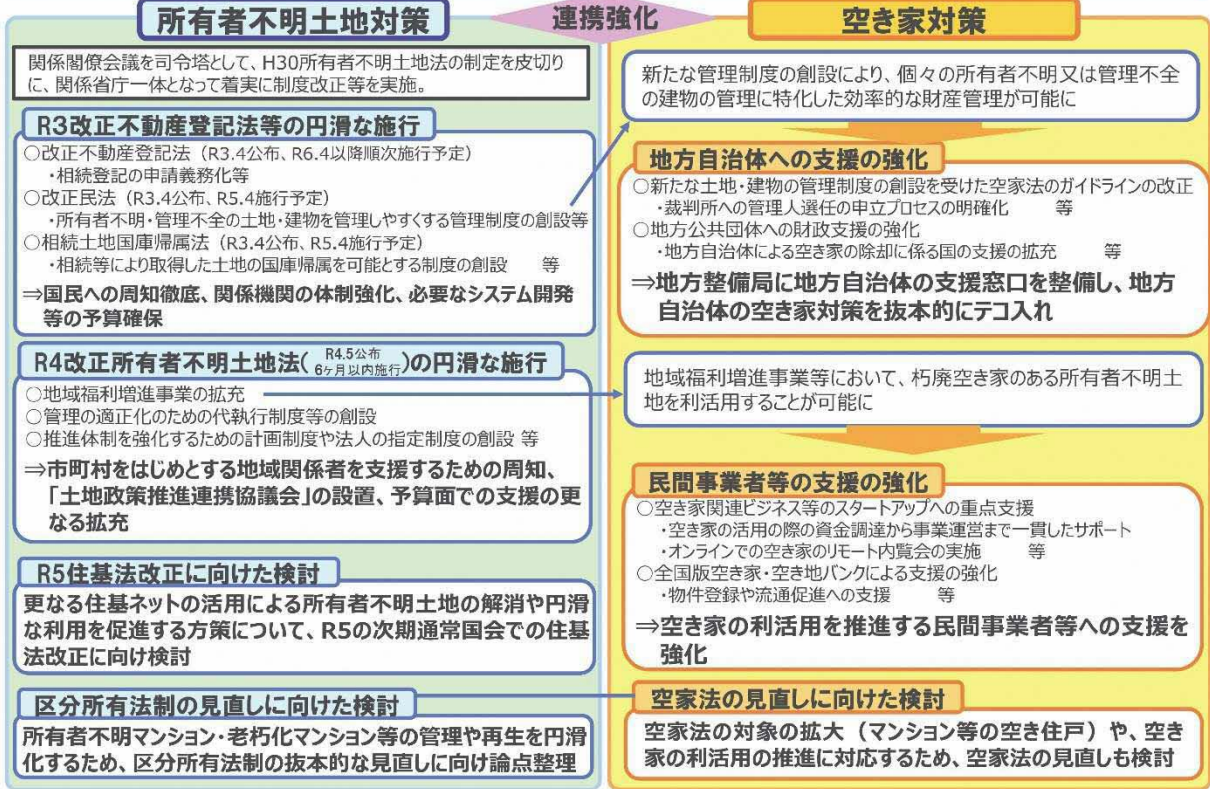 所有者不明土地対策
連携強化
空き家対策
関係閣僚会議を司令塔として、H30所有者不明土地法の制定を皮切り
に、関係省庁一体となって着実に制度改正等を実施。
R3改正不動産登記法等の円滑な施行
○改正不動産登記法（R3.4公布、R6.4以降順次施行予定）
・相続登記の申請義務化等
○改正民法（R3.4公布、R5.4施行予定）
・所有者不明・管理不全の土地・建物を管理しやすくする管理制度の創設等
○相続土地国庫帰属法（R3.4公布、R5.4施行予定）
・相続等により取得した土地の国庫帰属を可能とする制度の創設　等
⇒国民への周知徹底、関係機関の体制強化、必要なシステム開発
等の予算確保
R4改正所有者不明土地法(R4.5公布
6ヶ月以内施行)の円滑な施行
○地域福利増進事業の拡充
○管理の適正化のための代執行制度等の創設
○推進体制を強化するための計画制度や法人の指定制度の創設 等
⇒市町村をはじめとする地域関係者を支援するための周知、
「土地政策推進連携協議会」の設置、予算面での支援の更
なる拡充
R5住基法改正に向けた検討
更なる住基ネットの活用による所有者不明土地の解消や円滑
な利用を促進する方策について、R5の次期通常国会での住基
法改正に向け検討
区分所有法制の見直しに向けた検討
所有者不明マンション・老朽化マンション等の管理や再生を円滑
化するため、区分所有法制の抜本的な見直しに向け論点整理
新たな管理制度の創設により、個々の所有者不明又は管理不全
の建物の管理に特化した効率的な財産管理が可能に
地方自治体への支援の強化
○新たな土地・建物の管理制度の創設を受けた空家法のガイドラインの改正
・裁判所への管理人選任の申立プロセスの明確化　等
○地方公共団体への財政支援の強化
・地方自治体による空き家の除却に係る国の支援の拡充　等
⇒地方整備局に地方自治体の支援窓口を整備し、地方
自治体の空き家対策を抜本的にテコ入れ
地域福利増進事業等において、朽廃空き家のある所有者不明土
地を利活用することが可能に
民間事業者等の支援の強化
○空き家関連ビジネス等のスタートアップへの重点支援
・空き家の活用の際の資金調達から事業運営まで一貫したサポート
・オンラインでの空き家のリモート内覧会の実施　等
○全国版空き家・空き地バンクによる支援の強化
・物件登録や流通促進への支援　等
⇒空き家の利活用を推進する民間事業者等への支援を
強化
空家法の見直しに向けた検討
空家法の対象の拡大（マンション等の空き住戸）や、空き
家の利活用の推進に対応するため、空家法の見直しも検討